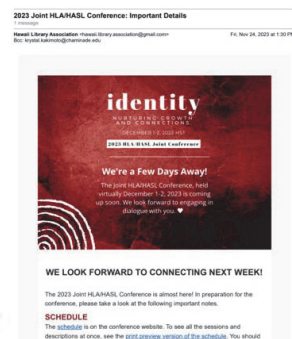 2023 Joint HLA/HASL Conference: Important Details
1 message
Hawaii Library Association <hawaii.library.association@gmail.com>
Fri, Nov 24, 2023 at 1:30 PM
Bcc: krystal.kakimoto@chaminade.edu
identity
NURTURING GROWTH
AND CONNECTIONS
DECEMBER 1-2, 2023 HST
2023 HLA-HASL Joint Conference
We're a Few Days Away!
The Joint HLA/HASL Conference, held
virtually December 1-2, 2023 is coming
up soon. We look forward to engaging in
dialogue with you. ♥
WE LOOK FORWARD TO CONNECTING NEXT WEEK!
The 2023 Joint HLA/HASL Conference is almost here! In preparation for the
conference, please take a look at the following important notes.
SCHEDULE
The schedule is on the conference website. To see all the sessions and
descriptions at once, see the print preview version of the schedule. You should